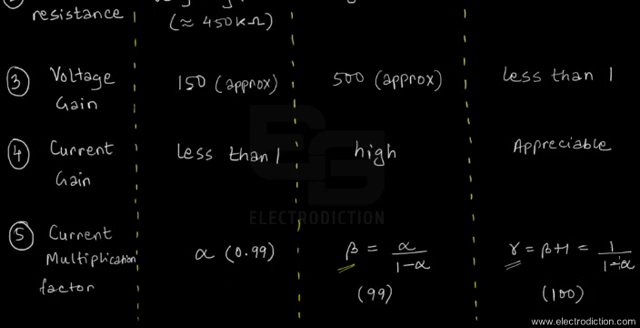 resistance
(≈ 450kΩ)
③ Voltage Gain 150 (approx) 500 (approx) less than 1
④ Current Gain less than 1 high Appreciable
ELECTRODICTION
⑤ Current Multiplication factor α (0.99) β = α / 1-α (99) γ = β+1 = 1 / 1-α (100)
www.electrodiction.com